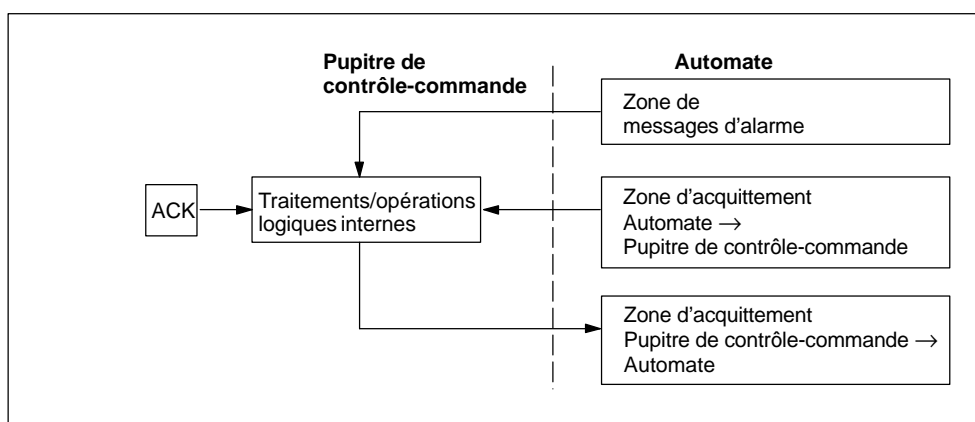 Pupitre de
contrôle-commande
Automate
Zone de
messages d'alarme
ACK
Traitements/opérations
logiques internes
Zone d'acquittement
Automate →
Pupitre de contrôle-commande
Zone d'acquittement
Pupitre de contrôle-commande →
Automate